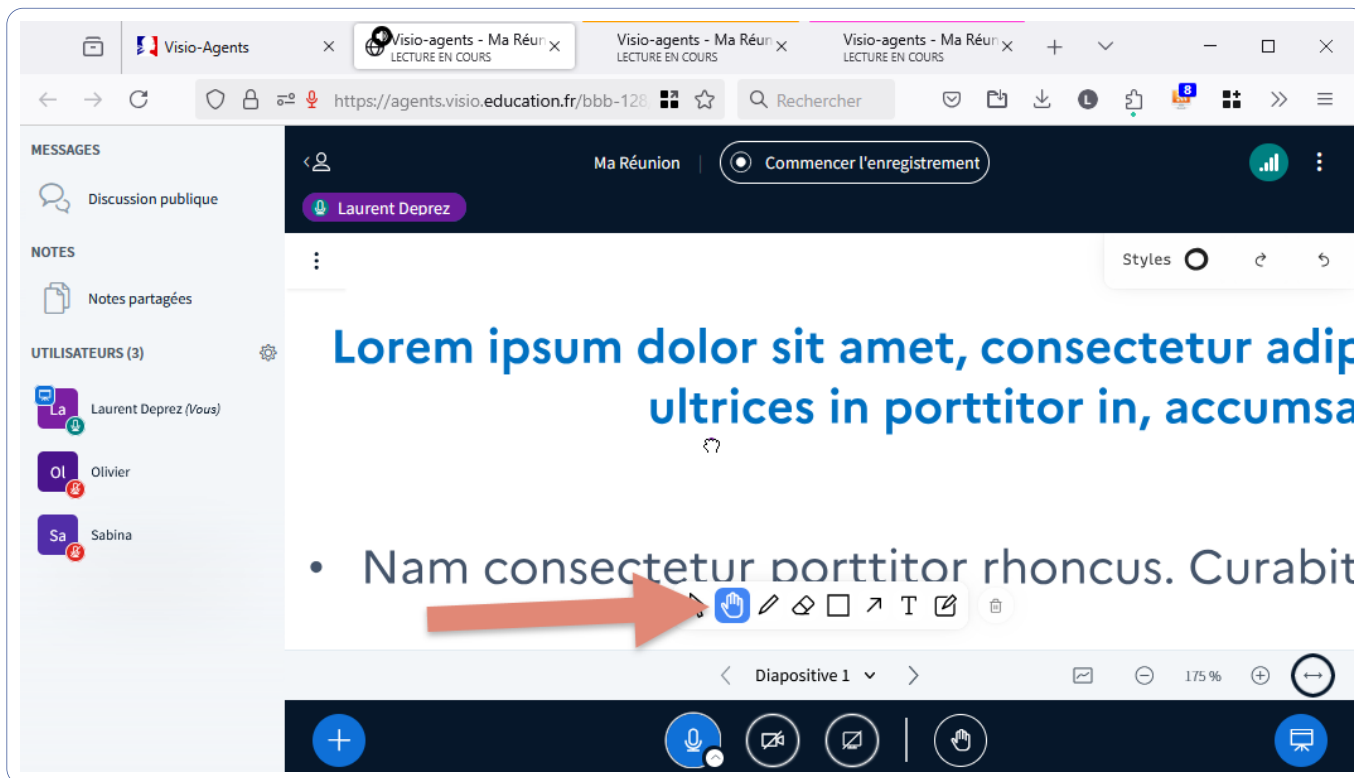 Visio-Agents
Visio-agents - Ma Réun
LECTURE EN COURS
Visio-agents - Ma Réun
LECTURE EN COURS
Visio-agents - Ma Réun
LECTURE EN COURS
https://agents.visio.education.fr/bbb-128
Rechercher
L
8
MESSAGES
Discussion publique
NOTES
Notes partagées
UTILISATEURS (3)
La
Laurent Deprez (Vous)
Ol
Olivier
Sa
Sabina
Ma Réunion
Commencer l'enregistrement
Laurent Deprez
Styles
Lorem ipsum dolor sit amet, consectetur adip
ultrices in porttitor in, accumsa
• Nam consectetur porttitor rhoncus. Curabit
T
Diapositive 1
175 %